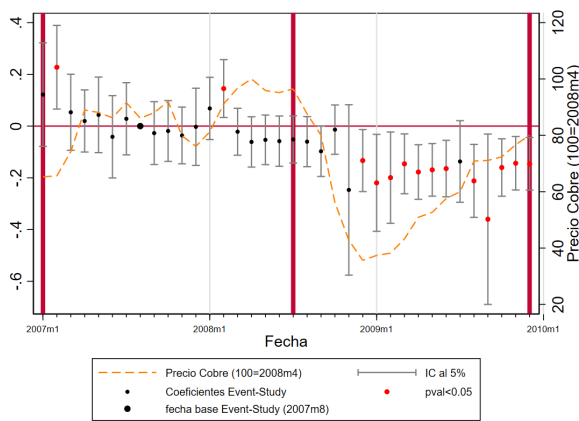 .4
.2
0
-.2
-.4
-.6
120
100
80
60
40
20
Precio Cobre (100=2008m4)
2007m1
2008m1
2009m1
2010m1
Fecha
Precio Cobre (100=2008m4)
IC al 5%
Coeficientes Event-Study
pval<0.05
fecha base Event-Study (2007m8)